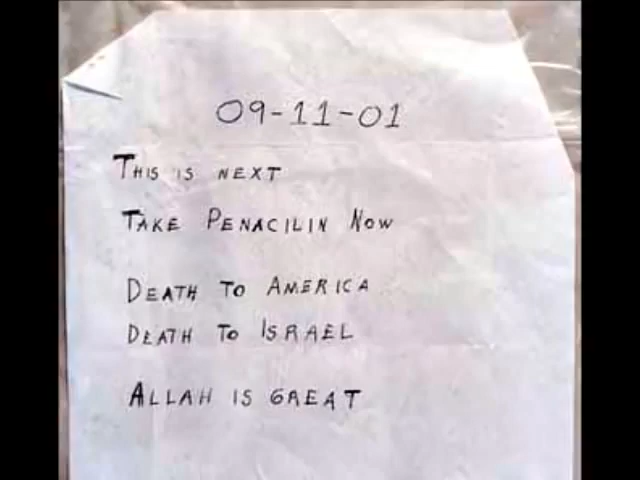 09-11-01
THIS IS NEXT
TAKE PENACILIN NOW
DEATH TO AMERICA
DEATH TO ISRAEL
ALLAH IS GREAT